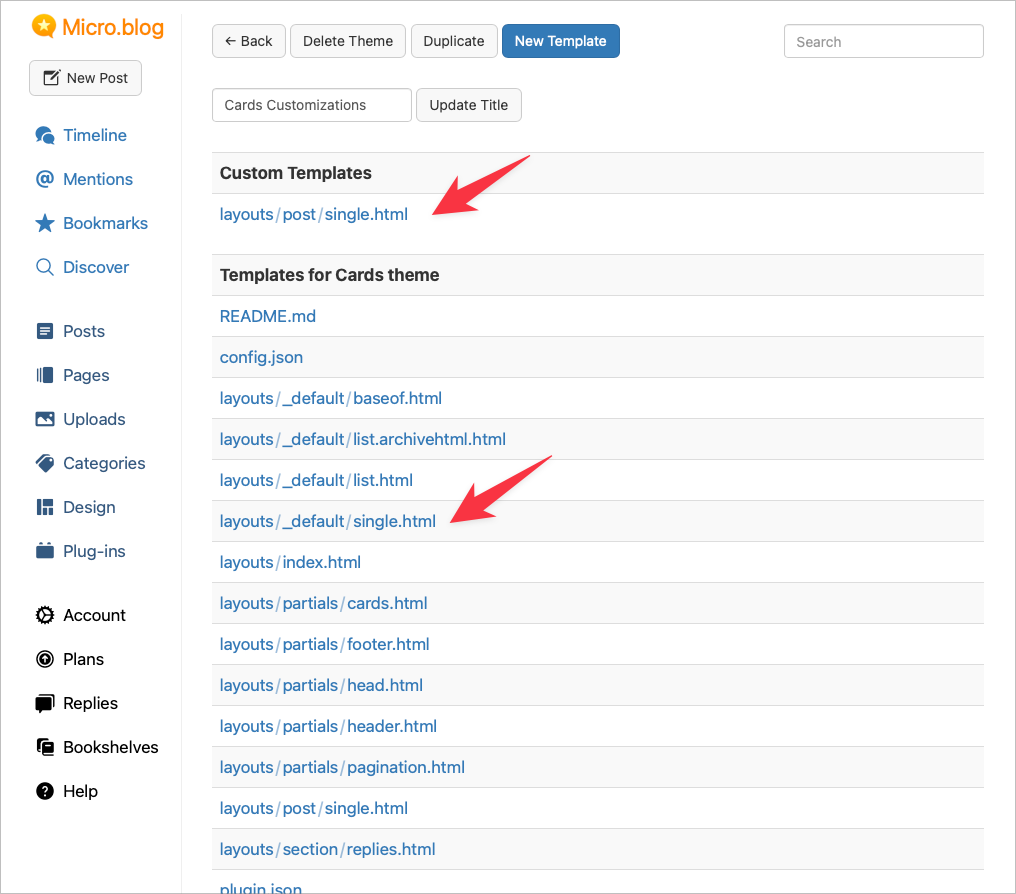 Micro.blog
← Back
Delete Theme
Duplicate
New Template
Search
New Post
Cards Customizations
Update Title
Timeline
Mentions
Bookmarks
Discover
Posts
Pages
Uploads
Categories
Design
Plug-ins
Account
Plans
Replies
Bookshelves
Help
Custom Templates
layouts/post/single.html
Templates for Cards theme
README.md
config.json
layouts/_default/baseof.html
layouts/_default/list.archivehtml.html
layouts/_default/list.html
layouts/_default/single.html
layouts/index.html
layouts/partials/cards.html
layouts/partials/footer.html
layouts/partials/head.html
layouts/partials/header.html
layouts/partials/pagination.html
layouts/post/single.html
layouts/section/replies.html
plugin.json